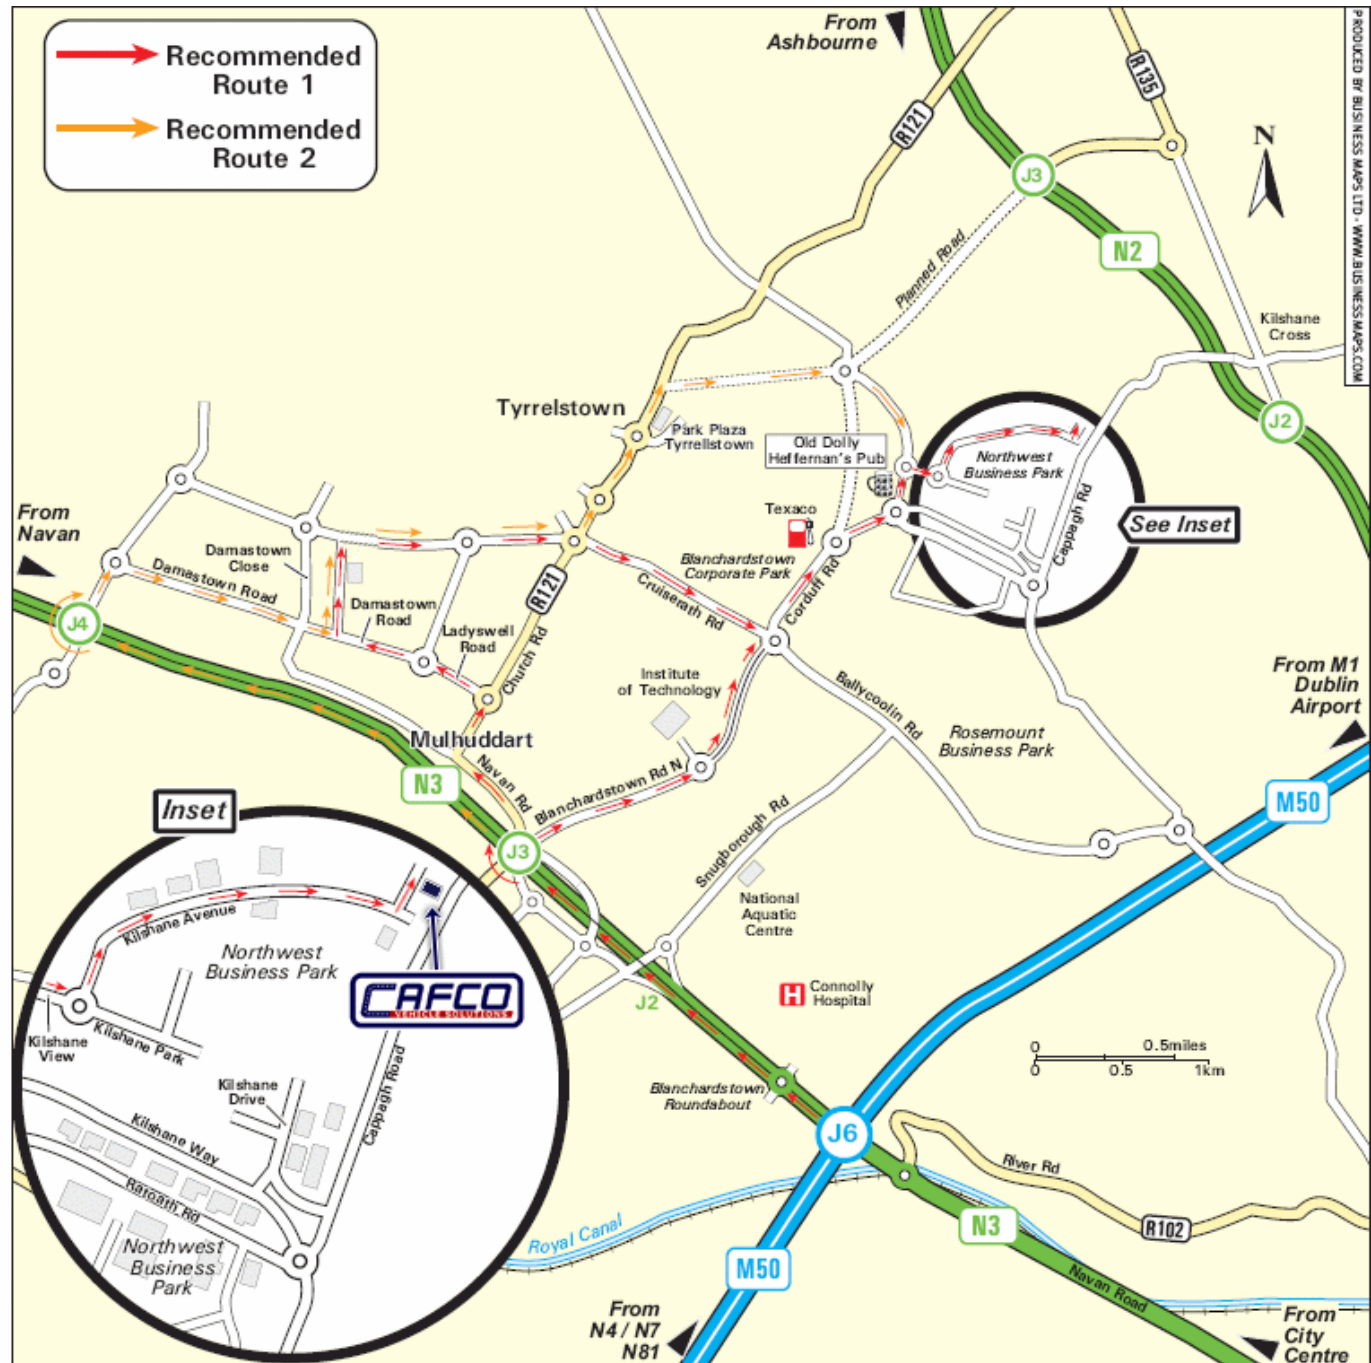 Recommended
Route 1
Recommended
Route 2
From
Ashbourne
R121
R135
J3
N
N2
PRODUCED BY BUSINESS MAPS LTD - WWW.BUSINESSMAPS.COM
Planned Road
Kilshane
Cross
J2
Tyrrelstown
Park Plaza
Tyrrellstown
Old Dolly
Heffernan's Pub
Northwest
Business Park
Cappagh Rd
See Inset
From
Navan
Texaco
Blanchardstown
Corporate Park
Corduff Rd
Damastown
Close
Damastown Road
Damastown
Road
Ladyswell
Road
R121
Church Rd
Cruiserath Rd
J4
Institute
of Technology
Ballycoolin Rd
Rosemount
Business Park
From M1
Dublin
Airport
Mulhuddart
Navan Rd
N3
Blanchardstown Rd N
M50
J3
Snugborough Rd
National
Aquatic
Centre
J2
H
Connolly
Hospital
0
0.5miles
0
0.5
1km
Blanchardstown
Roundabout
J6
River Rd
R102
Royal Canal
N3
M50
Navan Road
From
N4 / N7
N81
From
City
Centre
Inset
Kilshane Avenue
Northwest
Business Park
CAFCO
VEHICLE SOLUTIONS
Kilshane
View
Kilshane Park
Kilshane
Drive
Cappagh Road
Kilshane Way
Ratoath Rd
Northwest
Business
Park